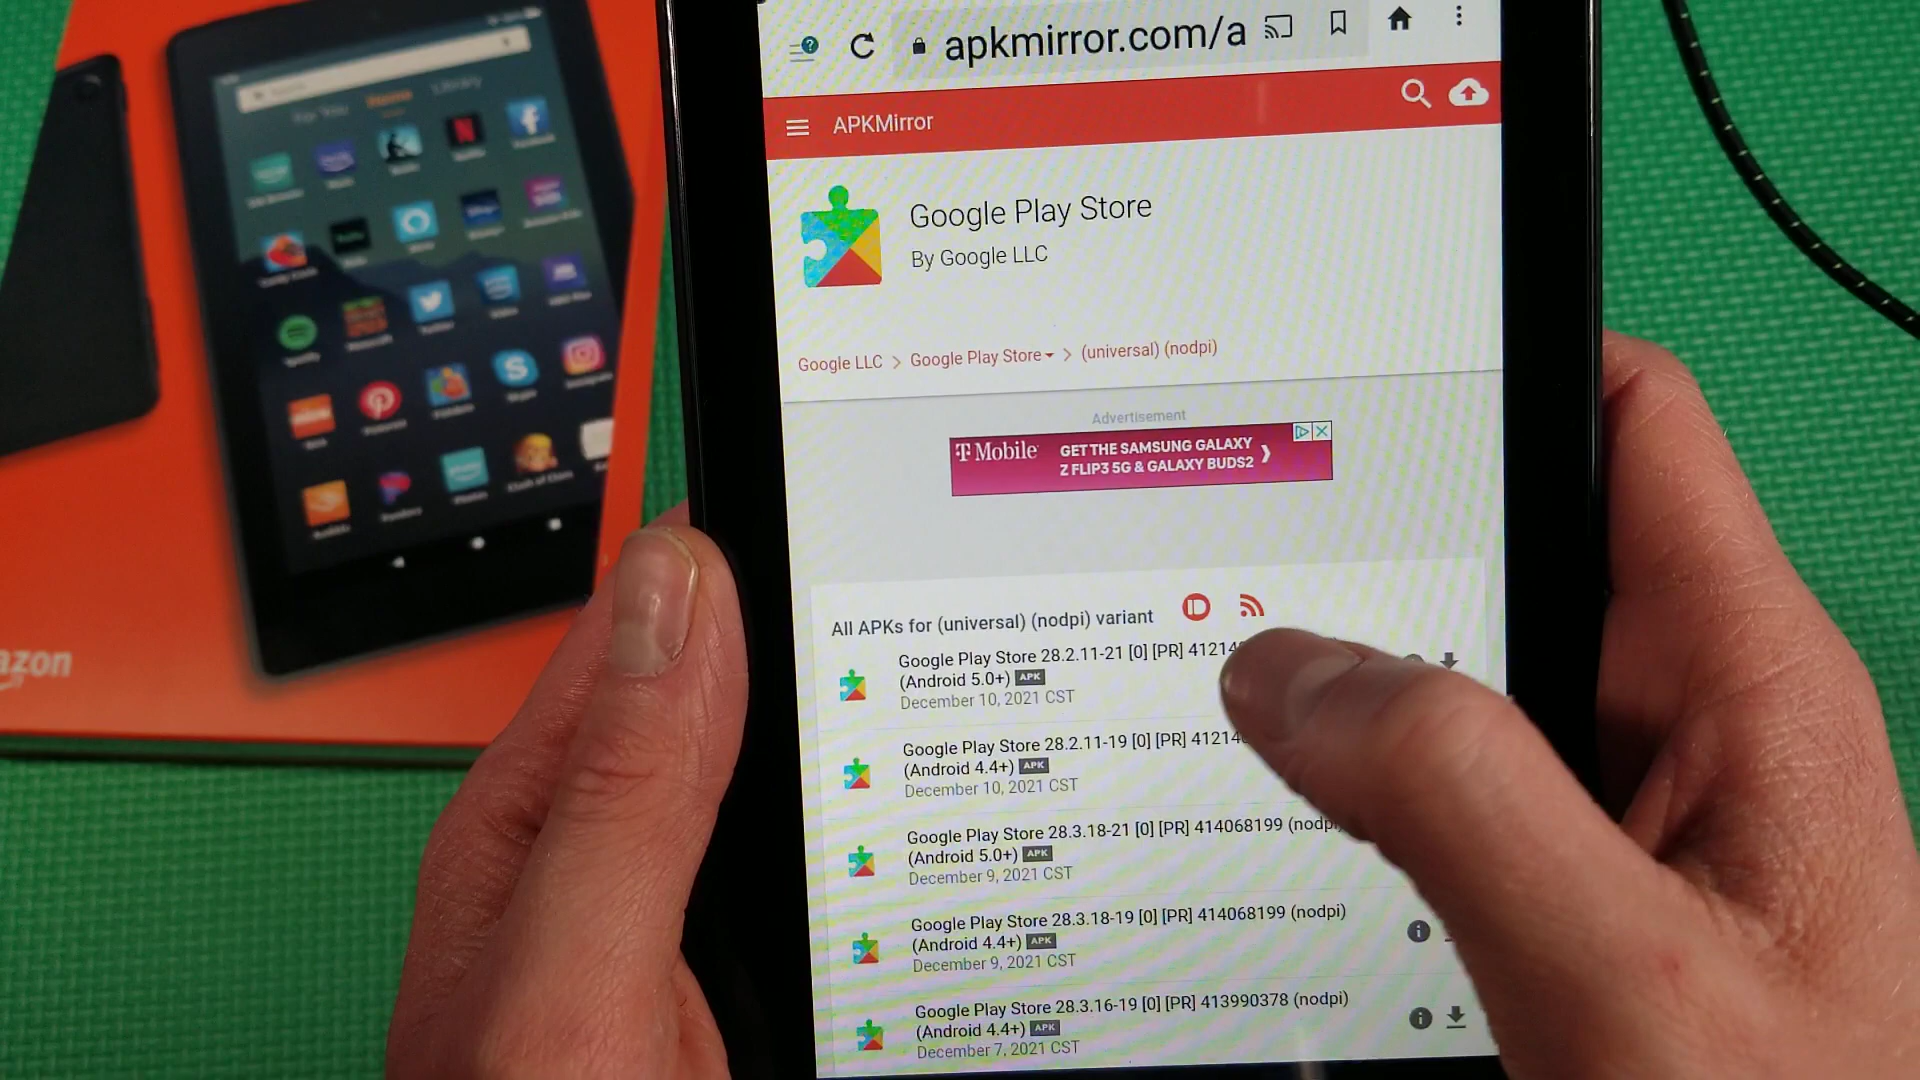 apkmirror.com/a
APKMirror
Google Play Store
By Google LLC
Google LLC > Google Play Store > (universal) (nodpi)
Advertisement
T Mobile
GET THE SAMSUNG GALAXY
Z FLIP3 5G & GALAXY BUDS2
All APKs for (universal) (nodpi) variant
Google Play Store 28.2.11-21 [0] [PR] 41214
(Android 5.0+) APK
December 10, 2021 CST
Google Play Store 28.2.11-19 [0] [PR] 41214
(Android 4.4+) APK
December 10, 2021 CST
Google Play Store 28.3.18-21 [0] [PR] 414068199 (nodpi)
(Android 5.0+) APK
December 9, 2021 CST
Google Play Store 28.3.18-19 [0] [PR] 414068199 (nodpi)
(Android 4.4+) APK
December 9, 2021 CST
Google Play Store 28.3.16-19 [0] [PR] 413990378 (nodpi)
(Android 4.4+) APK
December 7, 2021 CST
For You Home Library
azon